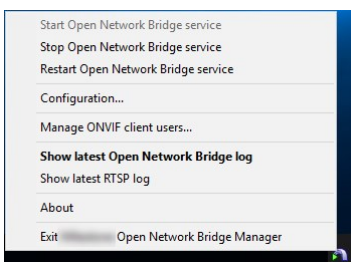 Start Open Network Bridge service
Stop Open Network Bridge service
Restart Open Network Bridge service
Configuration...
Manage ONVIF client users...
Show latest Open Network Bridge log
Show latest RTSP log
About
Exit Open Network Bridge Manager